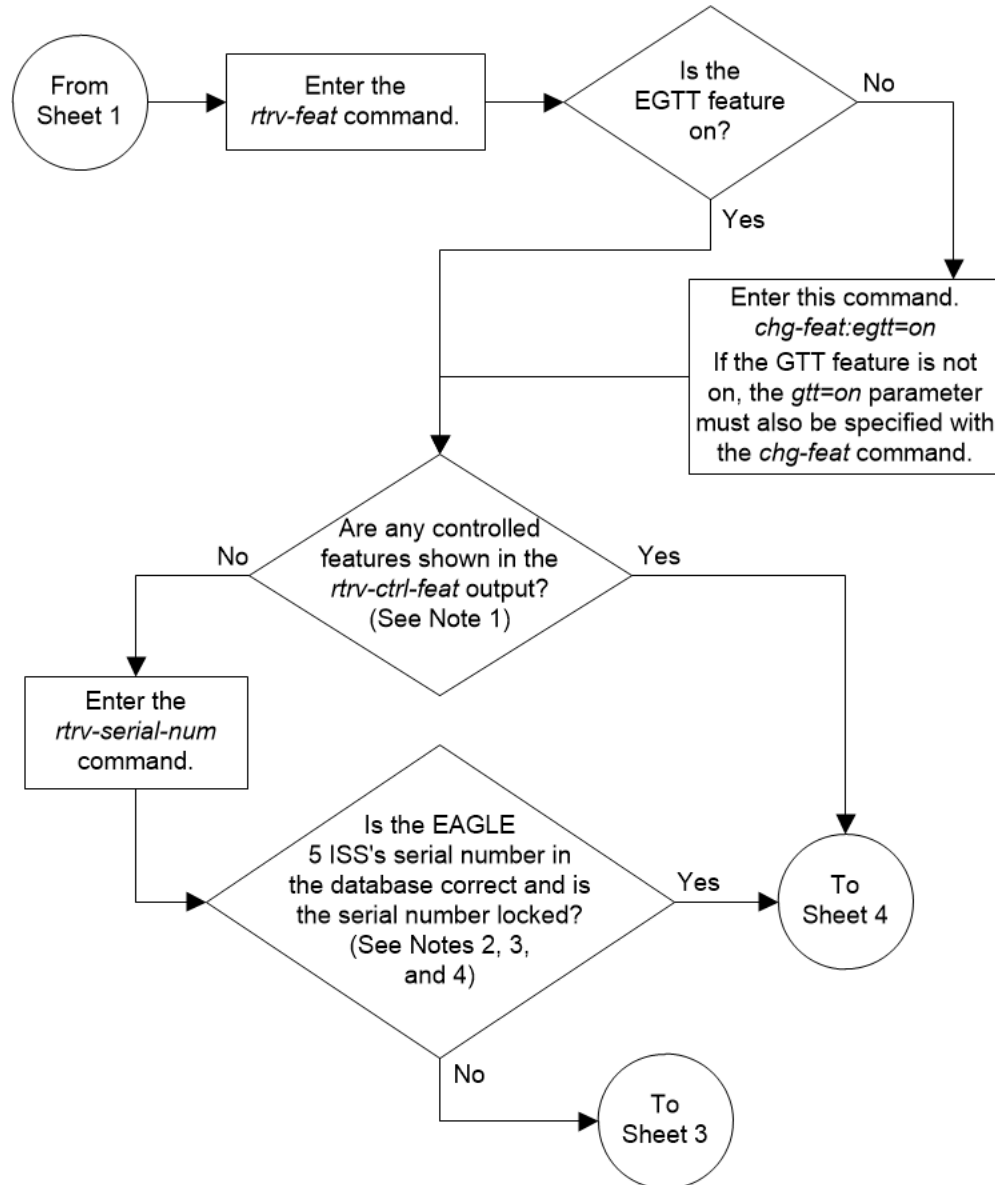 From
Sheet 1
Enter the
rtrv-feat command.
Is the
EGTT feature
on?
No
Yes
Enter this command.
chg-feat:egtt=on
If the GTT feature is not
on, the gtt=on parameter
must also be specified with
the chg-feat command.
Are any controlled
features shown in the
rtrv-ctrl-feat output?
(See Note 1)
No
Yes
Enter the
rtrv-serial-num
command.
Is the EAGLE
5 ISS's serial number in
the database correct and is
the serial number locked?
(See Notes 2, 3,
and 4)
Yes
To
Sheet 4
No
To
Sheet 3